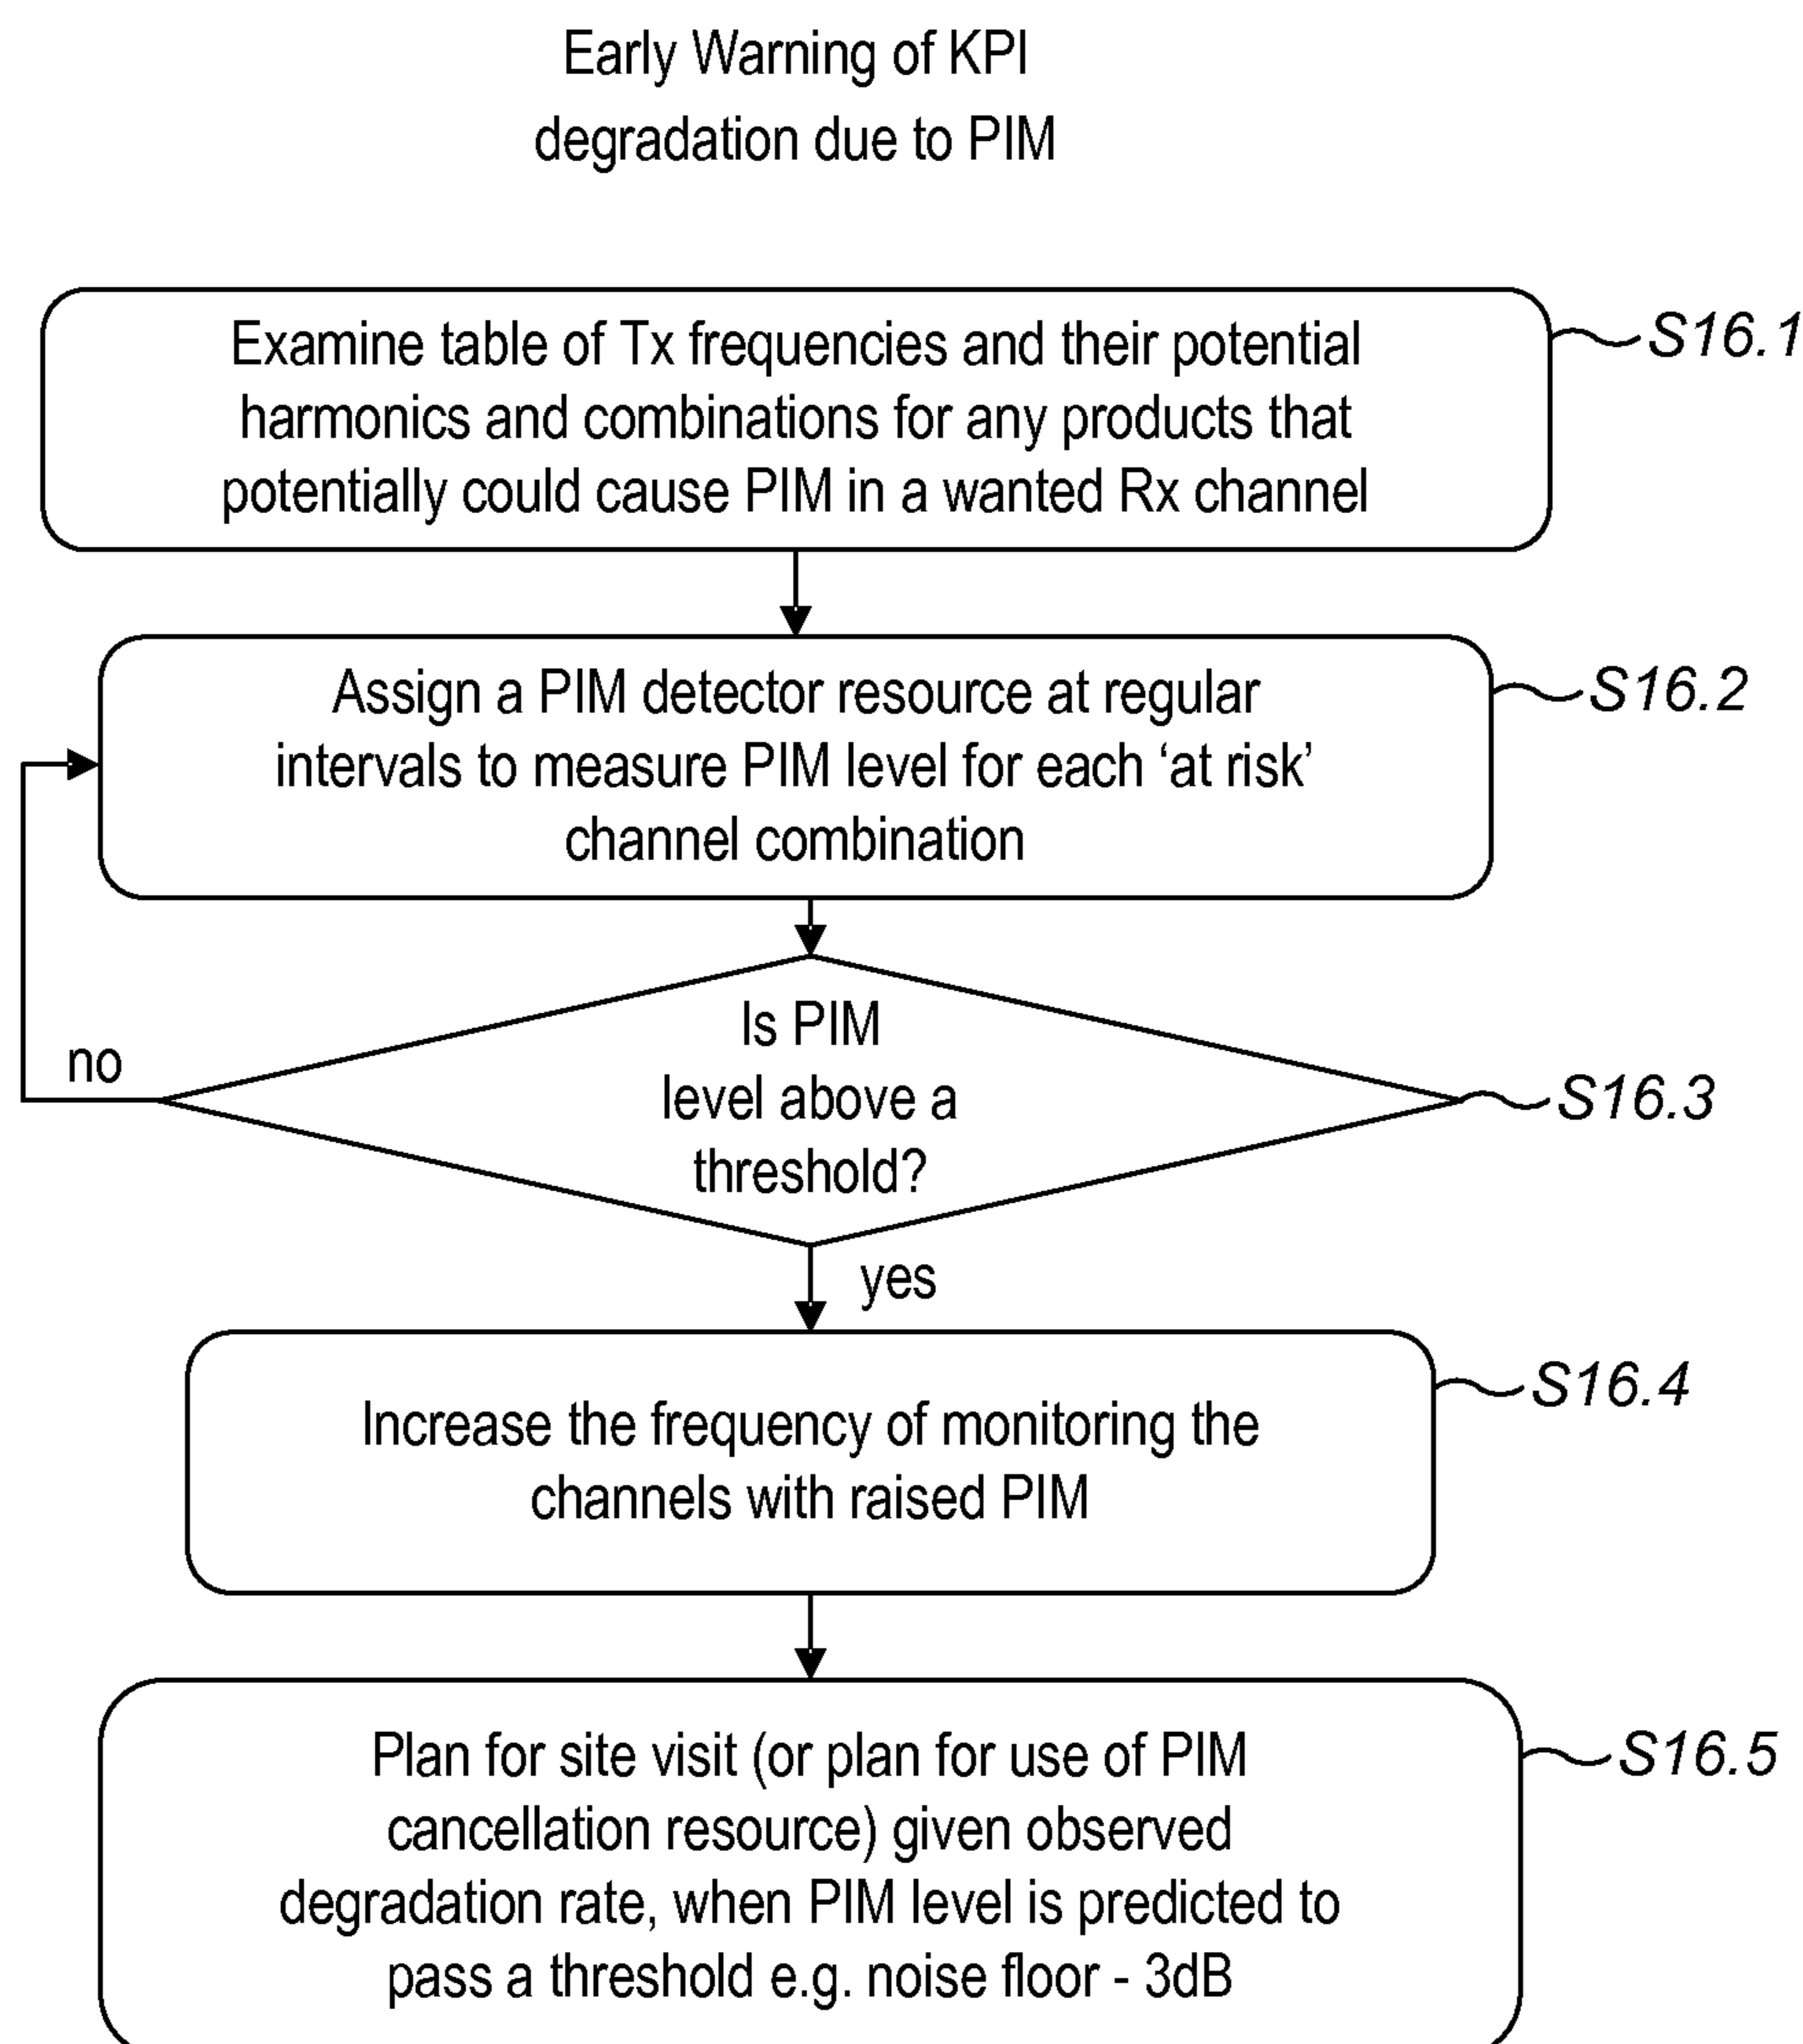 Early Warning of KPI
degradation due to PIM
Examine table of Tx frequencies and their potential
harmonics and combinations for any products that
potentially could cause PIM in a wanted Rx channel
S16.1
Assign a PIM detector resource at regular
intervals to measure PIM level for each ‘at risk’
channel combination
S16.2
Is PIM
level above a
threshold?
S16.3
no
yes
Increase the frequency of monitoring the
channels with raised PIM
S16.4
Plan for site visit (or plan for use of PIM
cancellation resource) given observed
degradation rate, when PIM level is predicted to
pass a threshold e.g. noise floor - 3dB
S16.5